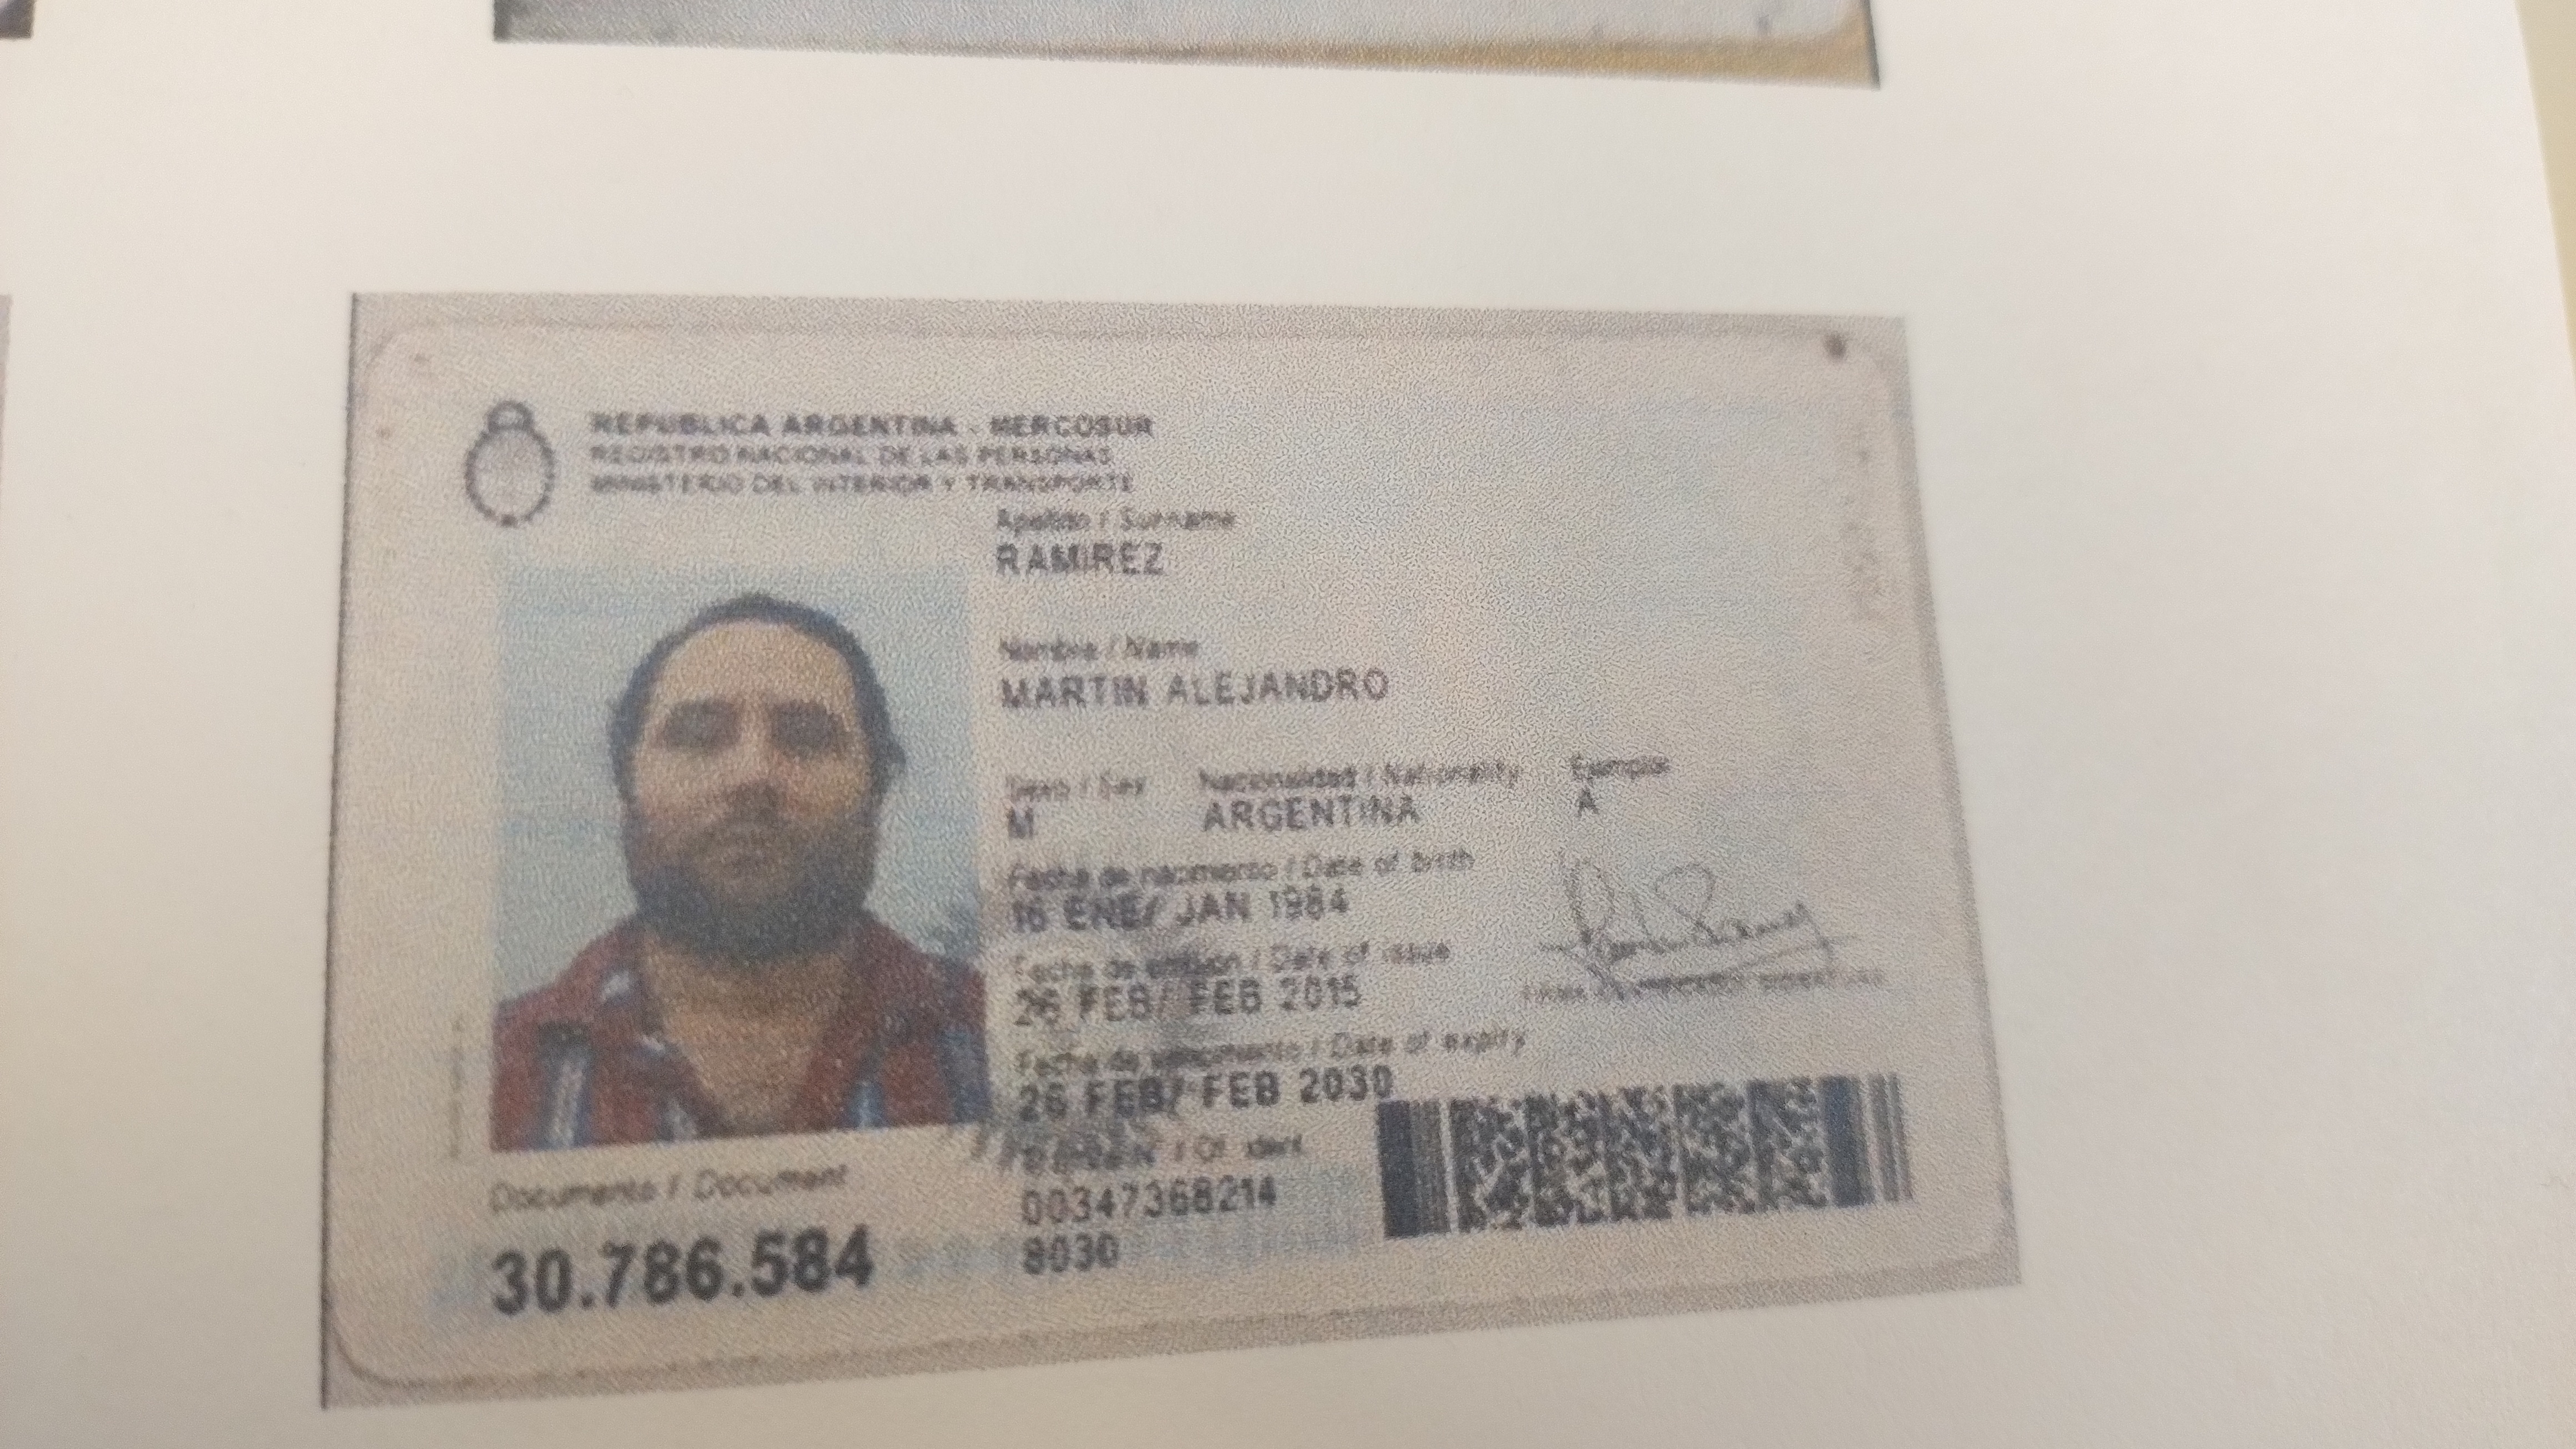 REPUBLICA ARGENTINA - MERCOSUR
REGISTRO NACIONAL DE LAS PERSONAS
MINISTERIO DEL INTERIOR Y TRANSPORTE
Apellido / Surname
RAMIREZ
Nombre / Name
MARTIN ALEJANDRO
Sexo / Sex Nacionalidad / Nationality Ejemplar
M ARGENTINA A
Fecha de nacimiento / Date of birth
16 ENE/ JAN 1984
Fecha de emisión / Date of issue
26 FEB/ FEB 2015
Fecha de vencimiento / Date of expiry
26 FEB/ FEB 2030
/ Of. ident.
00347368214
8030
Documento / Document
30.786.584